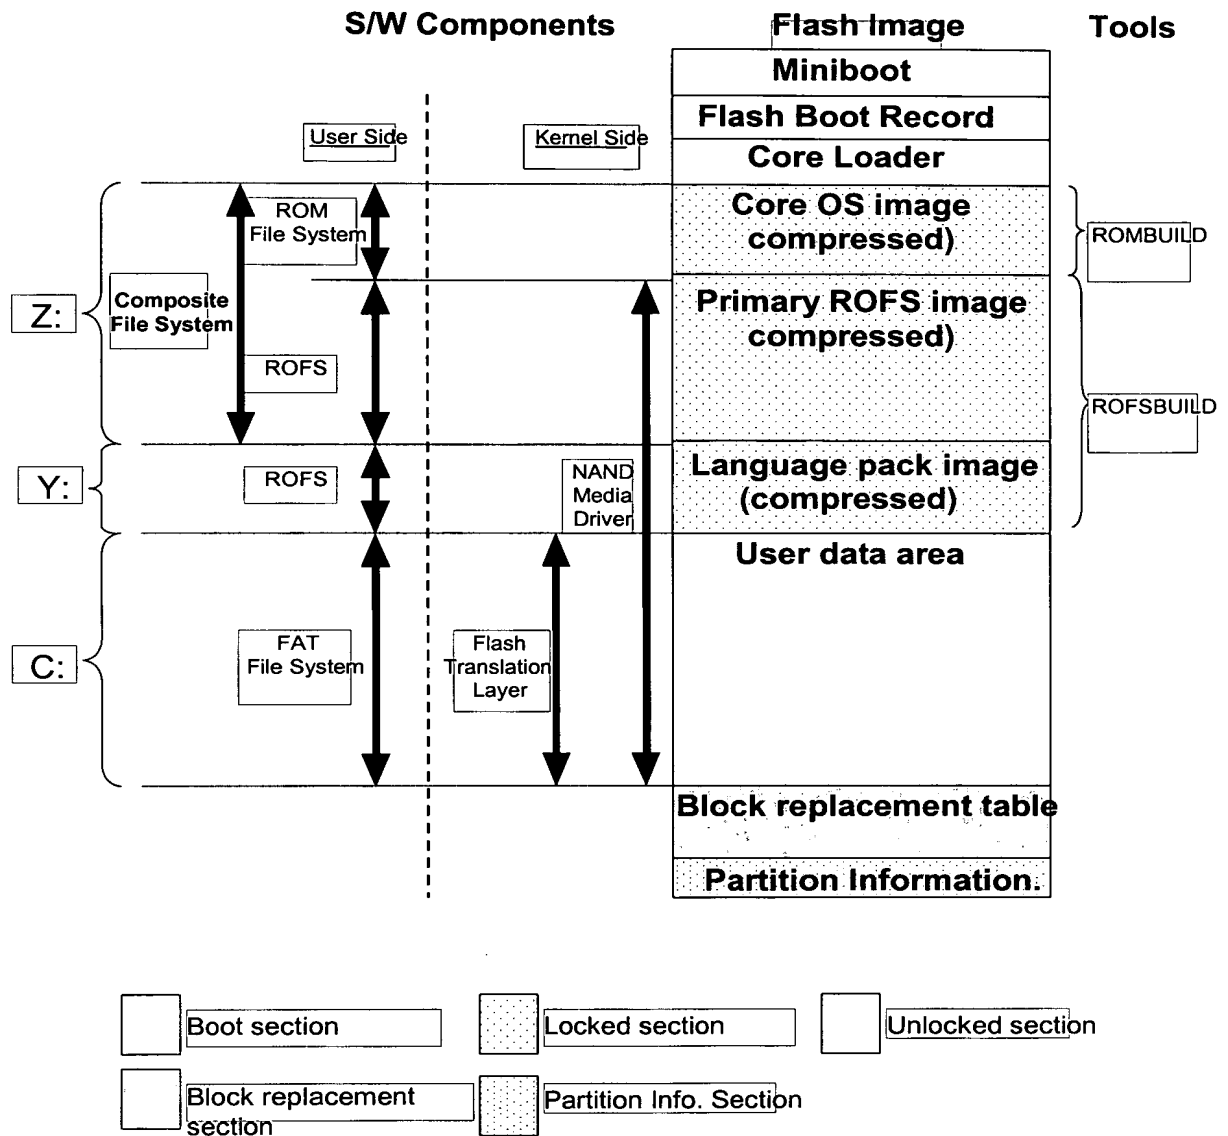 S/W Components
Flash Image
Tools
Miniboot
Flash Boot Record
Core Loader
User Side
Kernel Side
Core OS image
compressed)
ROM
File System
ROMBUILD
Z:
Composite
File System
Primary ROFS image
compressed)
ROFS
ROFSBUILD
Y:
ROFS
NAND
Media
Driver
Language pack image
(compressed)
User data area
C:
FAT
File System
Flash
Translation
Layer
Block replacement table
Partition Information.
Boot section
Locked section
Unlocked section
Block replacement
section
Partition Info. Section